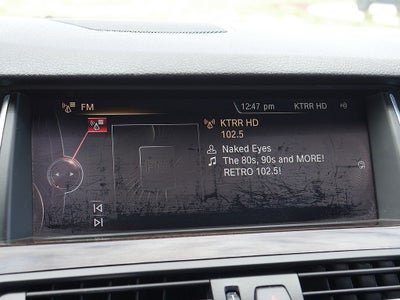 FM
12:47 pm
KTRR HD
KTRR HD
102.5
Naked Eyes
The 80s, 90s and MORE!
RETRO 102.5!